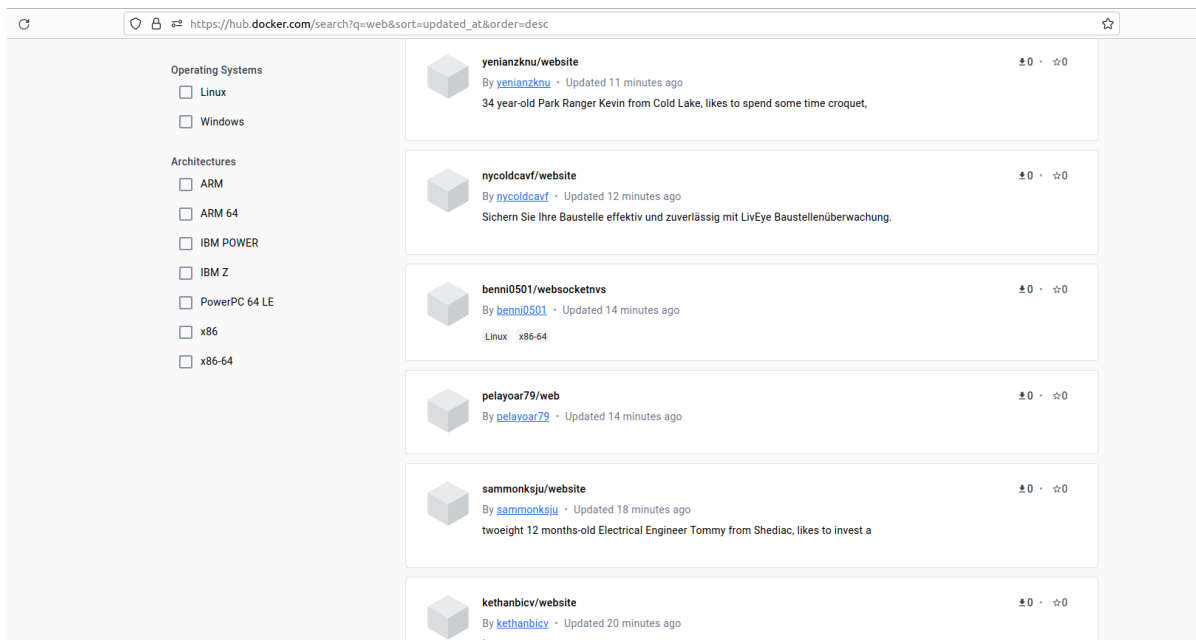 https://hub.docker.com/search?q=web&sort=updated_at&order=desc
Operating Systems
Linux
Windows
Architectures
ARM
ARM 64
IBM POWER
IBM Z
PowerPC 64 LE
x86
x86-64
yenianzknu/website
0 · 0
By yenianzknu · Updated 11 minutes ago
34 year-old Park Ranger Kevin from Cold Lake, likes to spend some time croquet,
nycoldcavf/website
0 · 0
By nycoldcavf · Updated 12 minutes ago
Sichern Sie Ihre Baustelle effektiv und zuverlässig mit LivEye Baustellenüberwachung.
benni0501/websocketnvs
0 · 0
By benni0501 · Updated 14 minutes ago
Linux x86-64
pelayoar79/web
0 · 0
By pelayoar79 · Updated 14 minutes ago
sammonksju/website
0 · 0
By sammonksju · Updated 18 minutes ago
twoeight 12 months-old Electrical Engineer Tommy from Shediac, likes to invest a
kethanbicv/website
0 · 0
By kethanbicv · Updated 20 minutes ago